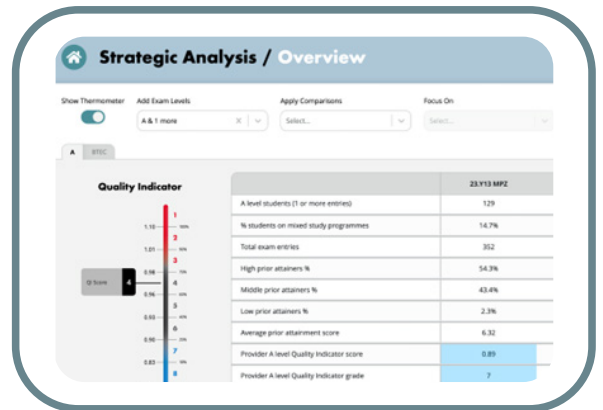 Strategic Analysis / Overview
Show Thermometer Add Exam Levels Apply Comparisons Focus On
A & 1 more Select... Select...
A BTEC
Quality Indicator
23.Y13 MPZ
A level students (1 or more entries) 129
% students on mixed study programmes 14.7%
Total exam entries 352
High prior attainers % 54.3%
Middle prior attainers % 43.4%
Low prior attainers % 2.3%
Average prior attainment score 6.32
Provider A level Quality Indicator score 0.89
Provider A level Quality Indicator grade 7
1
1.10 100%
2
1.01
3
0.98
Q Score 4 4
0.96
5
0.93
6
0.90
7
0.83
8